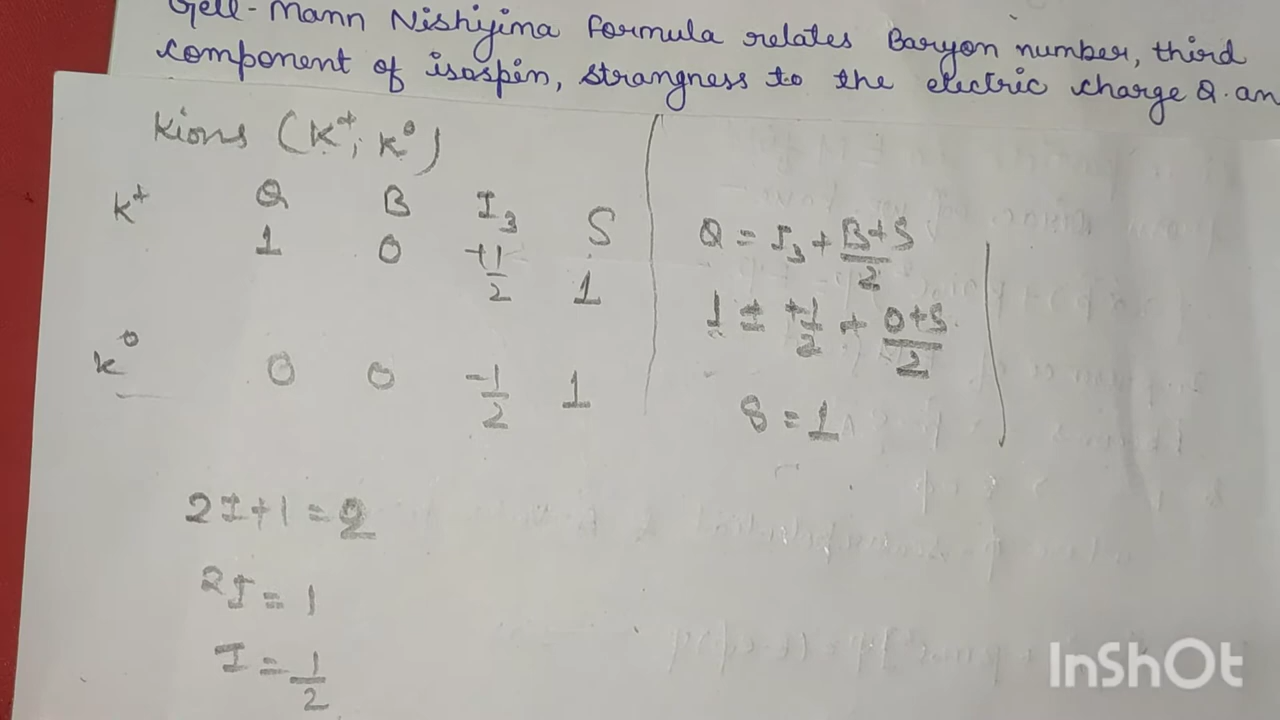 Gell-Mann Nishijima Formula relates Baryon number, third
component of isospin, strangness to the electric charge Q. an
Kions (K⁺, K⁰)
K⁺ Q B I₃ S
1 0 +1/2 1
K⁰ 0 0 -1/2 1
2I+1=2
2I=1
I=1/2
Q = I₃ + B+S/2
1 = +1/2 + 0+S/2
S=1
InShOt